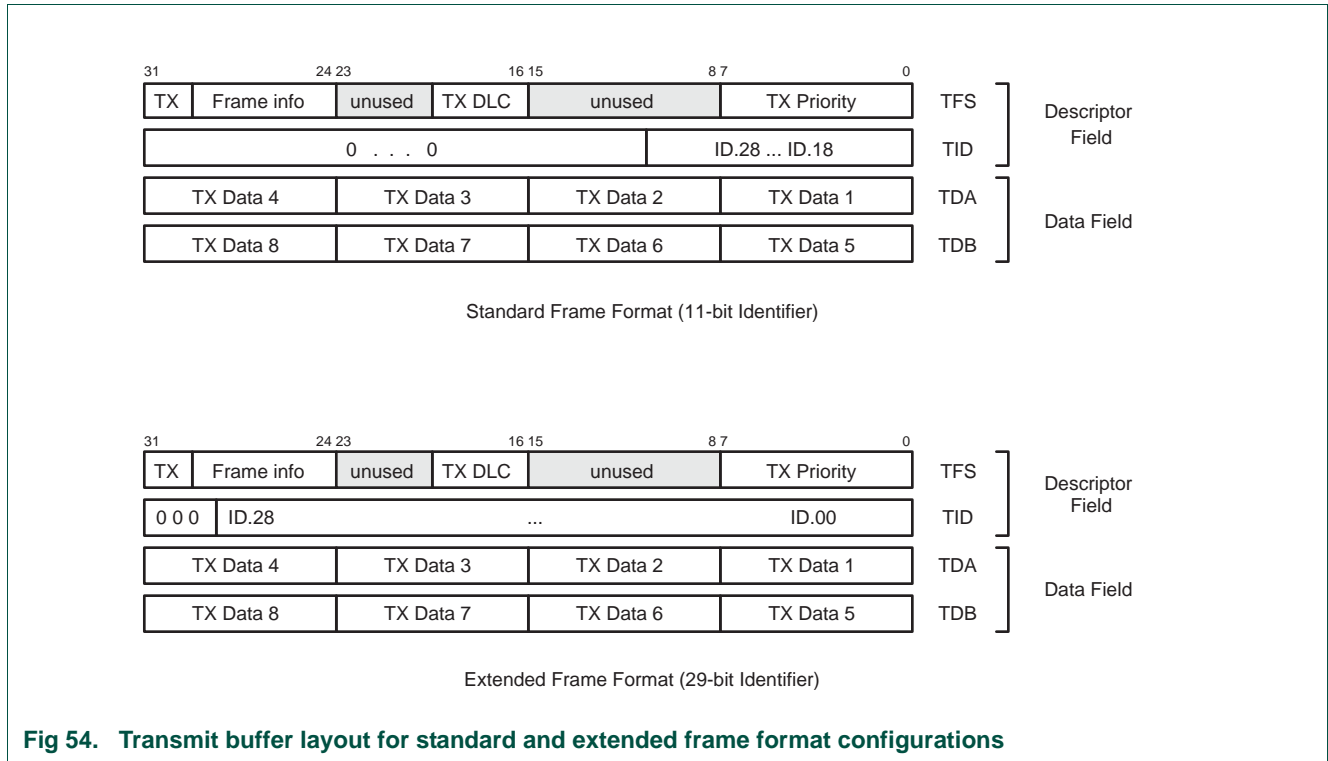 31 24 23 16 15 8 7 0
TX Frame info unused TX DLC unused TX Priority TFS
0 . . . 0 ID.28 ... ID.18 TID
Descriptor
Field
TX Data 4 TX Data 3 TX Data 2 TX Data 1 TDA
TX Data 8 TX Data 7 TX Data 6 TX Data 5 TDB
Data Field
Standard Frame Format (11-bit Identifier)
31 24 23 16 15 8 7 0
TX Frame info unused TX DLC unused TX Priority TFS
0 0 0 ID.28 ... ID.00 TID
Descriptor
Field
TX Data 4 TX Data 3 TX Data 2 TX Data 1 TDA
TX Data 8 TX Data 7 TX Data 6 TX Data 5 TDB
Data Field
Extended Frame Format (29-bit Identifier)
Fig 54. Transmit buffer layout for standard and extended frame format configurations